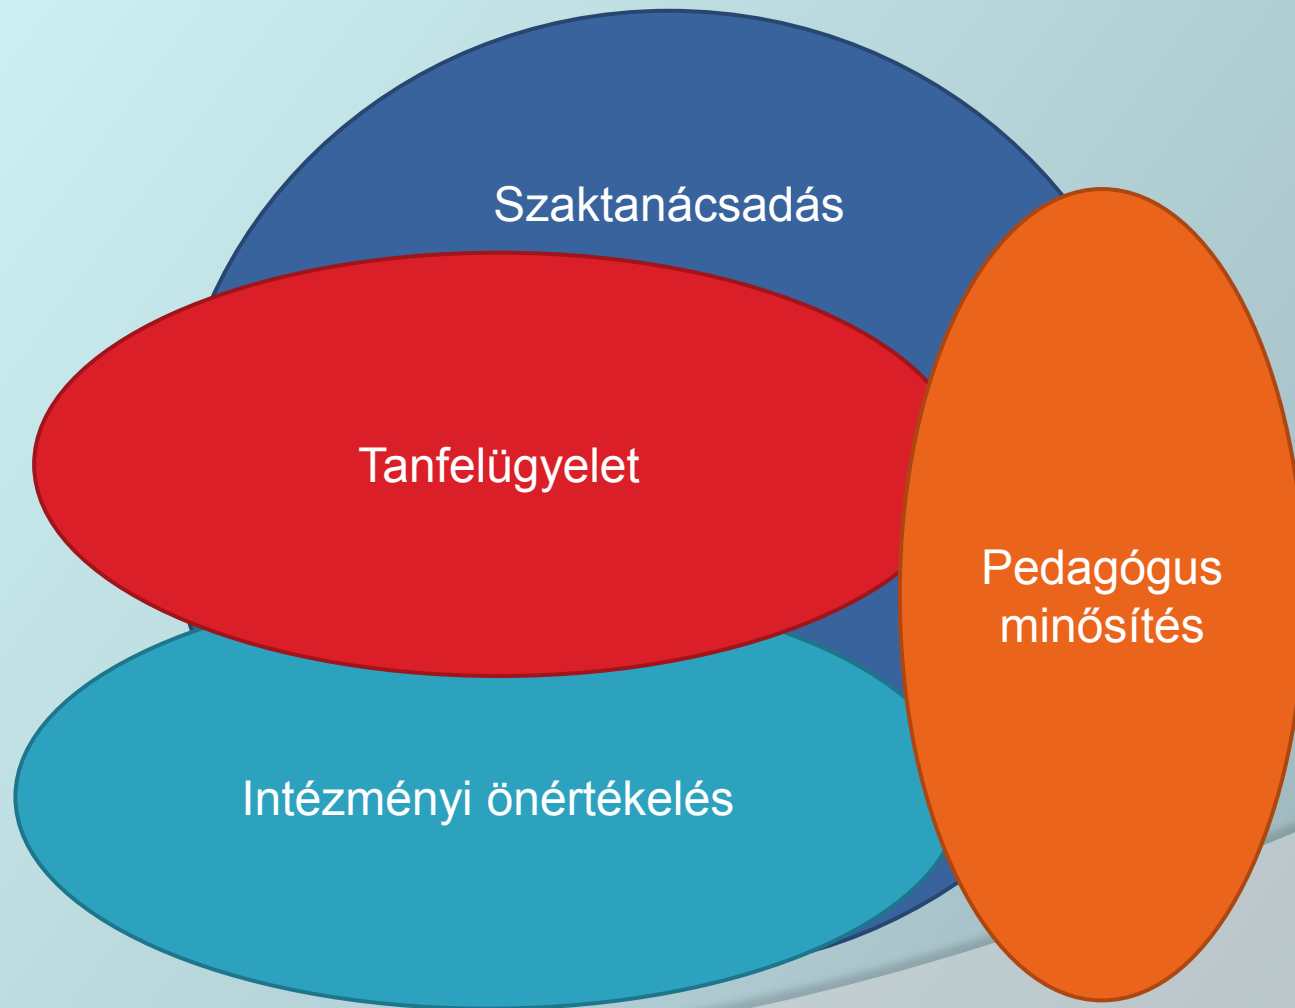 Szaktanácsadás
Tanfelügyelet
Pedagógus
minősítés
Intézményi önértékelés